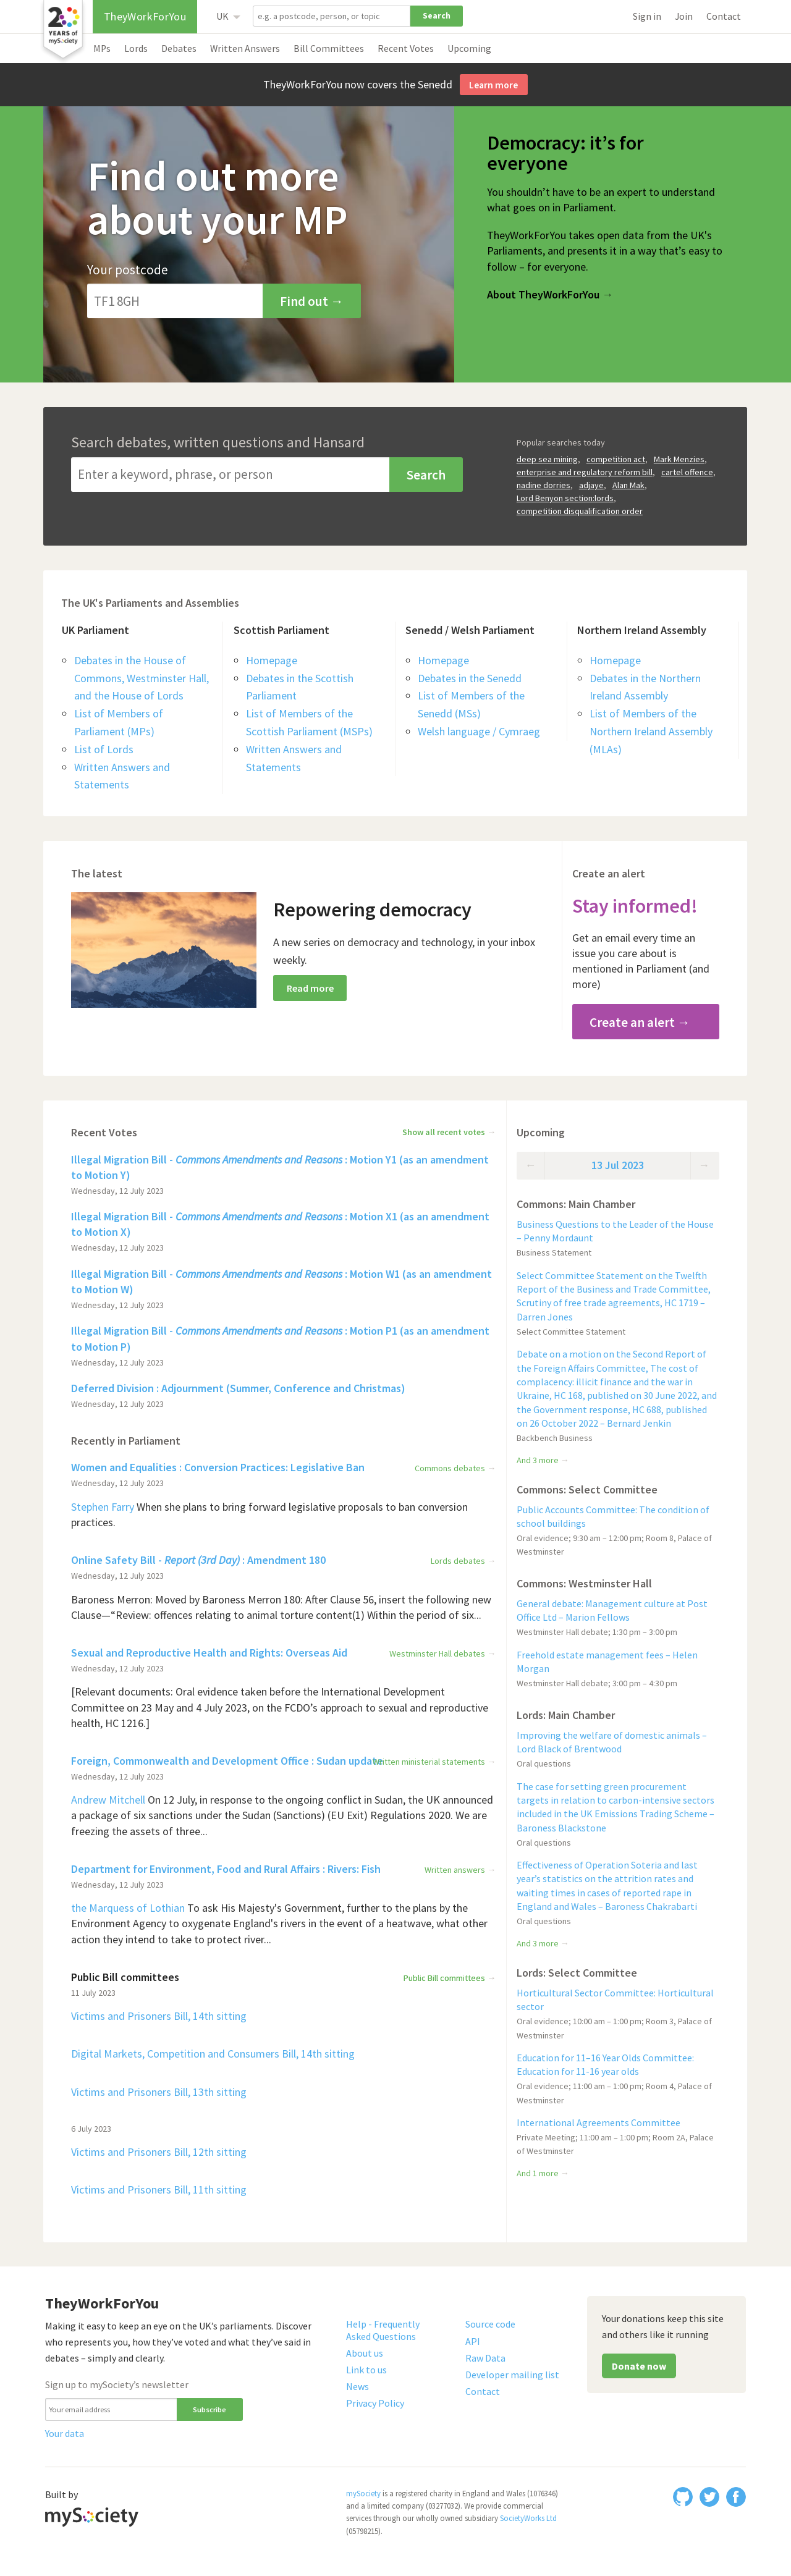 20
YEARS of
mySociety
TheyWorkForYou
UK
e.g. a postcode, person, or topic
Search
Sign in
Join
Contact
MPs
Lords
Debates
Written Answers
Bill Committees
Recent Votes
Upcoming
TheyWorkForYou now covers the Senedd
Learn more
Find out more
about your MP
Your postcode
TF1 8GH
Find out →
Democracy: it’s for
everyone
You shouldn’t have to be an expert to understand
what goes on in Parliament.
TheyWorkForYou takes open data from the UK’s
Parliaments, and presents it in a way that’s easy to
follow – for everyone.
About TheyWorkForYou →
Search debates, written questions and Hansard
Enter a keyword, phrase, or person
Search
Popular searches today
deep sea mining, competition act, Mark Menzies,
enterprise and regulatory reform bill, cartel offence,
nadine dorries, adjaye, Alan Mak,
Lord Benyon section:lords,
competition disqualification order
The UK's Parliaments and Assemblies
UK Parliament
Debates in the House of
Commons, Westminster Hall,
and the House of Lords
List of Members of
Parliament (MPs)
List of Lords
Written Answers and
Statements
Scottish Parliament
Homepage
Debates in the Scottish
Parliament
List of Members of the
Scottish Parliament (MSPs)
Written Answers and
Statements
Senedd / Welsh Parliament
Homepage
Debates in the Senedd
List of Members of the
Senedd (MSs)
Welsh language / Cymraeg
Northern Ireland Assembly
Homepage
Debates in the Northern
Ireland Assembly
List of Members of the
Northern Ireland Assembly
(MLAs)
The latest
Repowering democracy
A new series on democracy and technology, in your inbox
weekly.
Read more
Create an alert
Stay informed!
Get an email every time an
issue you care about is
mentioned in Parliament (and
more)
Create an alert →
Recent Votes
Show all recent votes →
Illegal Migration Bill - Commons Amendments and Reasons : Motion Y1 (as an amendment
to Motion Y)
Wednesday, 12 July 2023
Illegal Migration Bill - Commons Amendments and Reasons : Motion X1 (as an amendment
to Motion X)
Wednesday, 12 July 2023
Illegal Migration Bill - Commons Amendments and Reasons : Motion W1 (as an amendment
to Motion W)
Wednesday, 12 July 2023
Illegal Migration Bill - Commons Amendments and Reasons : Motion P1 (as an amendment
to Motion P)
Wednesday, 12 July 2023
Deferred Division : Adjournment (Summer, Conference and Christmas)
Wednesday, 12 July 2023
Recently in Parliament
Women and Equalities : Conversion Practices: Legislative Ban
Commons debates →
Wednesday, 12 July 2023
Stephen Farry When she plans to bring forward legislative proposals to ban conversion
practices.
Online Safety Bill - Report (3rd Day) : Amendment 180
Lords debates →
Wednesday, 12 July 2023
Baroness Merron: Moved by Baroness Merron 180: After Clause 56, insert the following new
Clause—“Review: offences relating to animal torture content(1) Within the period of six...
Sexual and Reproductive Health and Rights: Overseas Aid
Westminster Hall debates →
Wednesday, 12 July 2023
[Relevant documents: Oral evidence taken before the International Development
Committee on 23 May and 4 July 2023, on the FCDO’s approach to sexual and reproductive
health, HC 1216.]
Foreign, Commonwealth and Development Office : Sudan update
Written ministerial statements →
Wednesday, 12 July 2023
Andrew Mitchell On 12 July, in response to the ongoing conflict in Sudan, the UK announced
a package of six sanctions under the Sudan (Sanctions) (EU Exit) Regulations 2020. We are
freezing the assets of three...
Department for Environment, Food and Rural Affairs : Rivers: Fish
Written answers →
Wednesday, 12 July 2023
the Marquess of Lothian To ask His Majesty's Government, further to the plans by the
Environment Agency to oxygenate England's rivers in the event of a heatwave, what other
action they intend to take to protect river...
Public Bill committees
Public Bill committees →
11 July 2023
Victims and Prisoners Bill, 14th sitting
Digital Markets, Competition and Consumers Bill, 14th sitting
Victims and Prisoners Bill, 13th sitting
6 July 2023
Victims and Prisoners Bill, 12th sitting
Victims and Prisoners Bill, 11th sitting
Upcoming
← 13 Jul 2023 →
Commons: Main Chamber
Business Questions to the Leader of the House
– Penny Mordaunt
Business Statement
Select Committee Statement on the Twelfth
Report of the Business and Trade Committee,
Scrutiny of free trade agreements, HC 1719 –
Darren Jones
Select Committee Statement
Debate on a motion on the Second Report of
the Foreign Affairs Committee, The cost of
complacency: illicit finance and the war in
Ukraine, HC 168, published on 30 June 2022, and
the Government response, HC 688, published
on 26 October 2022 – Bernard Jenkin
Backbench Business
And 3 more →
Commons: Select Committee
Public Accounts Committee: The condition of
school buildings
Oral evidence; 9:30 am – 12:00 pm; Room 8, Palace of
Westminster
Commons: Westminster Hall
General debate: Management culture at Post
Office Ltd – Marion Fellows
Westminster Hall debate; 1:30 pm – 3:00 pm
Freehold estate management fees – Helen
Morgan
Westminster Hall debate; 3:00 pm – 4:30 pm
Lords: Main Chamber
Improving the welfare of domestic animals –
Lord Black of Brentwood
Oral questions
The case for setting green procurement
targets in relation to carbon-intensive sectors
included in the UK Emissions Trading Scheme –
Baroness Blackstone
Oral questions
Effectiveness of Operation Soteria and last
year’s statistics on the attrition rates and
waiting times in cases of reported rape in
England and Wales – Baroness Chakrabarti
Oral questions
And 3 more →
Lords: Select Committee
Horticultural Sector Committee: Horticultural
sector
Oral evidence; 10:00 am – 1:00 pm; Room 3, Palace of
Westminster
Education for 11–16 Year Olds Committee:
Education for 11-16 year olds
Oral evidence; 11:00 am – 1:00 pm; Room 4, Palace of
Westminster
International Agreements Committee
Private Meeting; 11:00 am – 1:00 pm; Room 2A, Palace
of Westminster
And 1 more →
TheyWorkForYou
Making it easy to keep an eye on the UK’s parliaments. Discover
who represents you, how they’ve voted and what they’ve said in
debates – simply and clearly.
Sign up to mySociety’s newsletter
Your email address
Subscribe
Your data
Help - Frequently
Asked Questions
About us
Link to us
News
Privacy Policy
Source code
API
Raw Data
Developer mailing list
Contact
Your donations keep this site
and others like it running
Donate now
Built by
mySociety
mySociety is a registered charity in England and Wales (1076346)
and a limited company (03277032). We provide commercial
services through our wholly owned subsidiary SocietyWorks Ltd
(05798215).